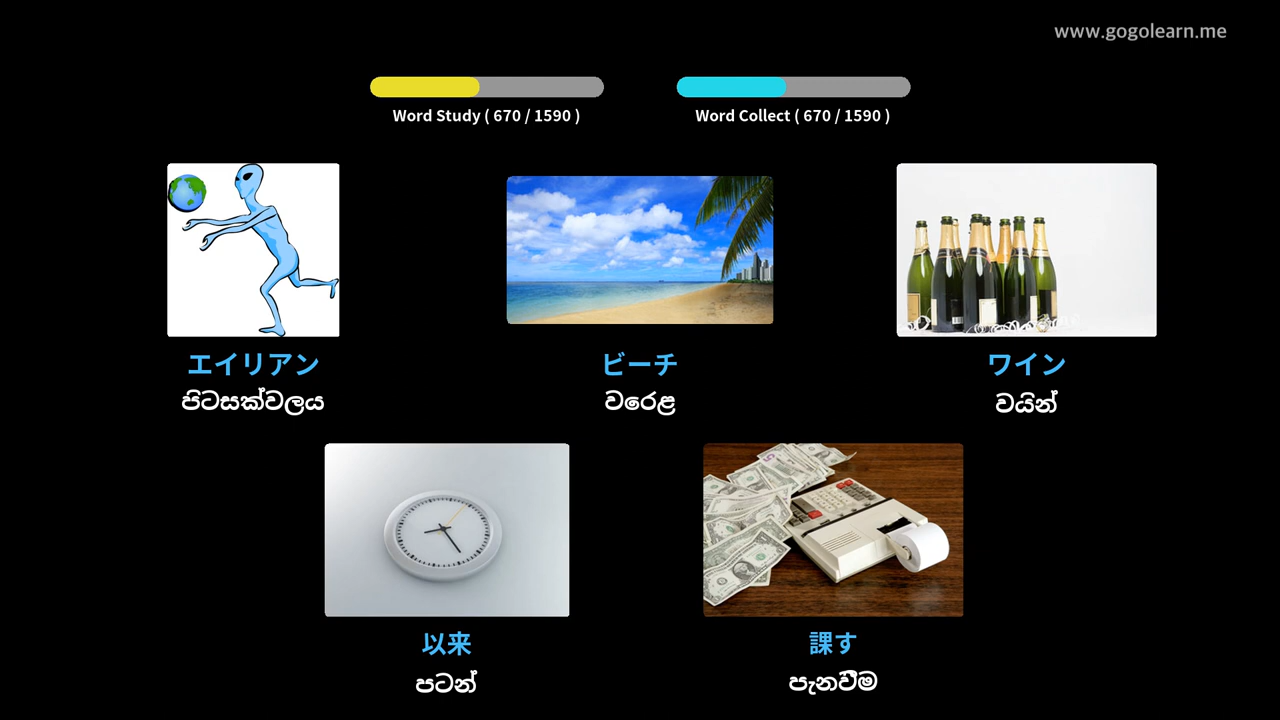 www.gogolearn.me
Word Study ( 670 / 1590 )
Word Collect ( 670 / 1590 )
エイリアン
පිටසක්වලය
ビーチ
වරෙළ
ワイン
වයින්
以来
පටන්
課す
පැනවීම